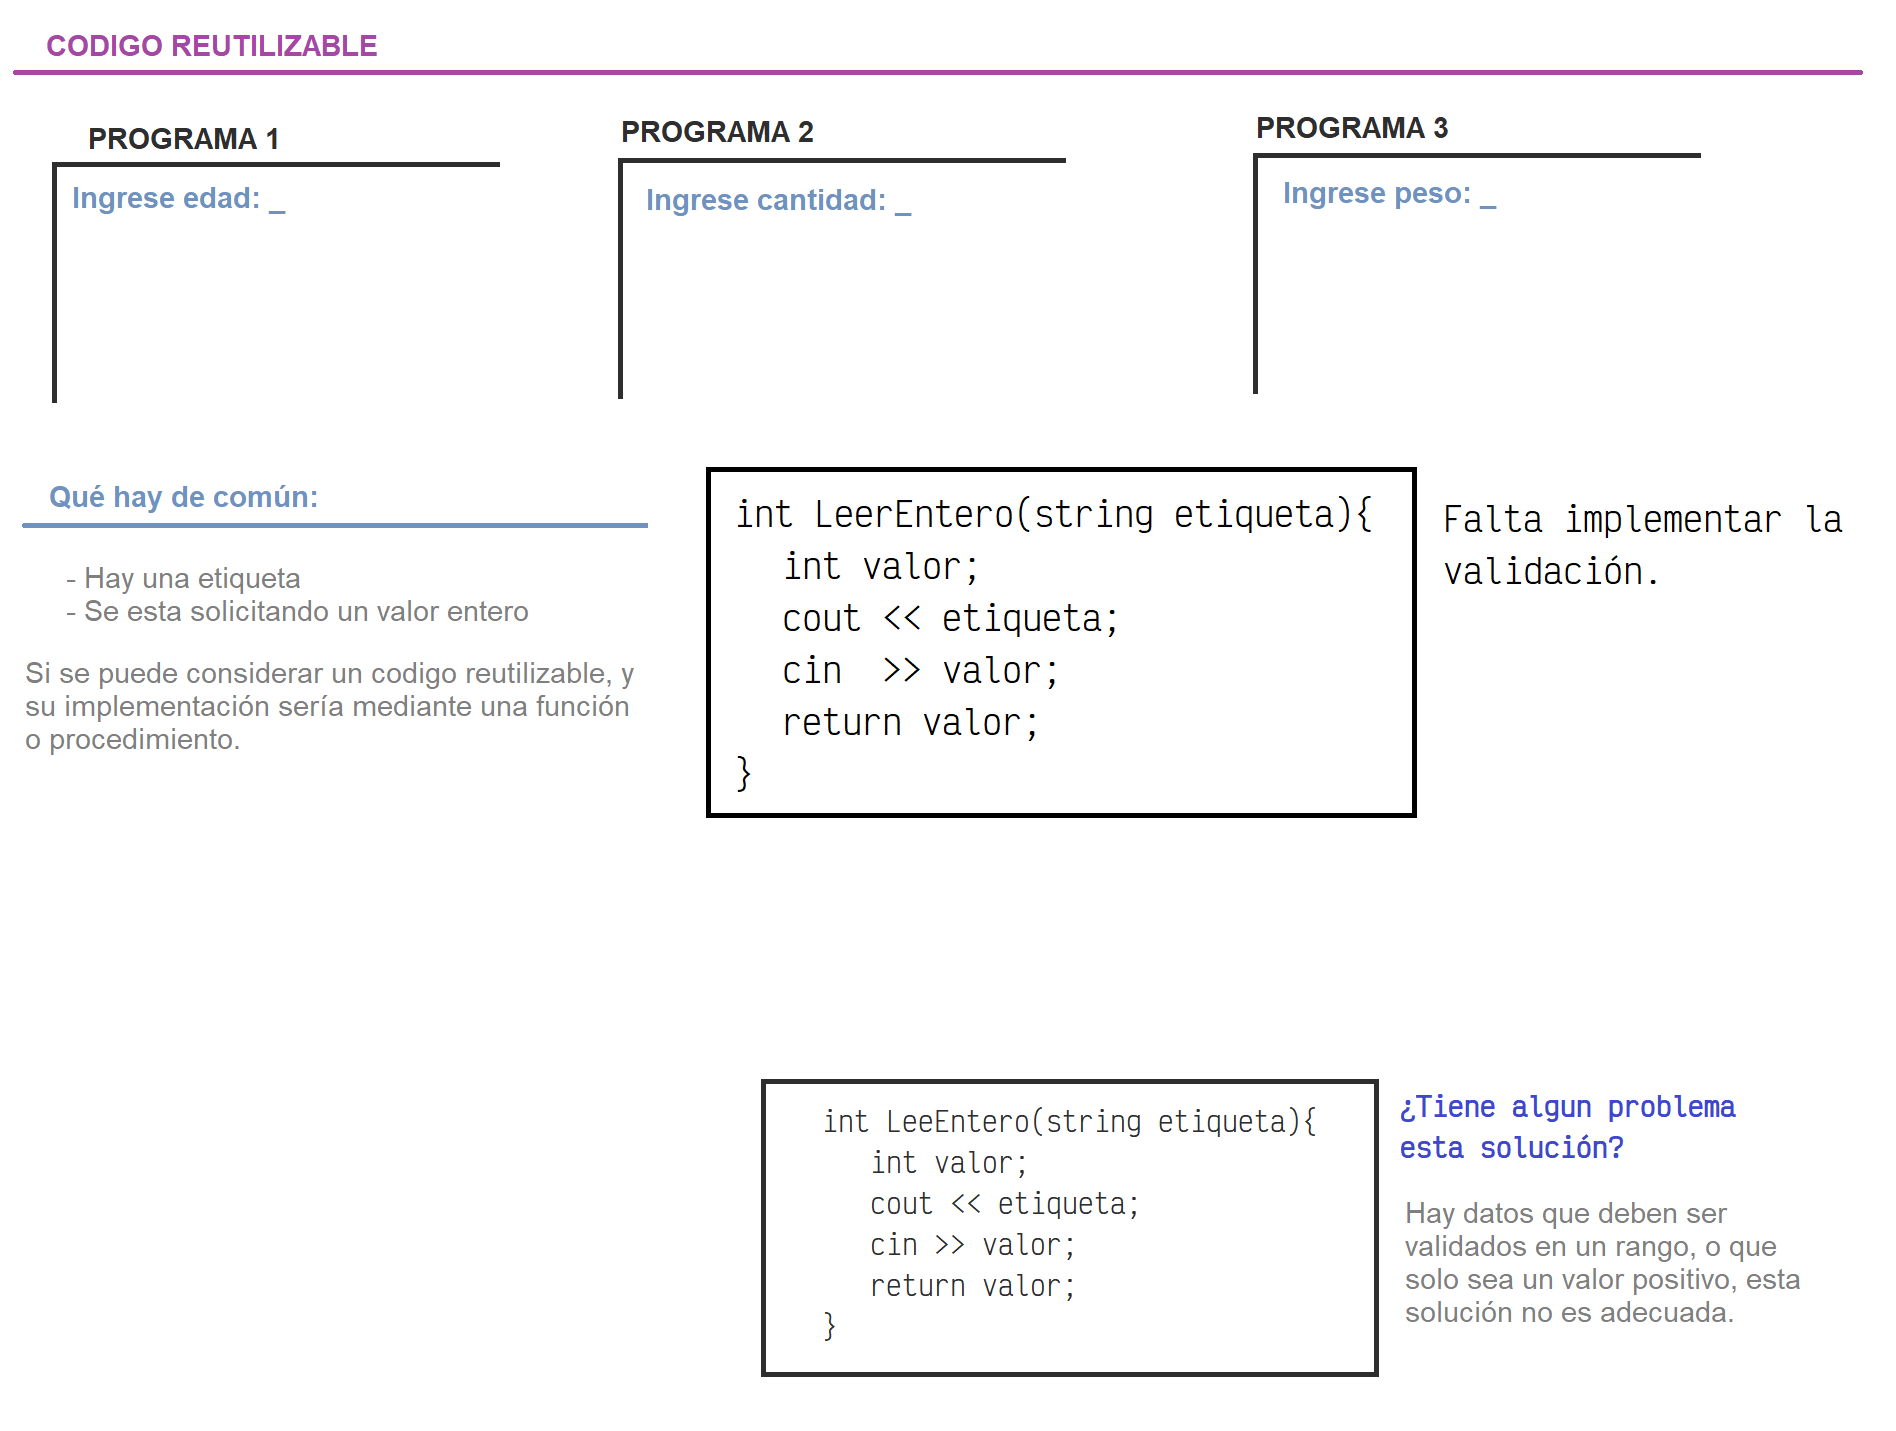 CODIGO REUTILIZABLE
PROGRAMA 1
Ingrese edad: _
PROGRAMA 2
Ingrese cantidad: _
PROGRAMA 3
Ingrese peso: _
Qué hay de común:
- Hay una etiqueta
- Se esta solicitando un valor entero
Si se puede considerar un codigo reutilizable, y
su implementación sería mediante una función
o procedimiento.
int LeerEntero(string etiqueta){
int valor;
cout << etiqueta;
cin  >> valor;
return valor;
}
Falta implementar la
validación.
int LeeEntero(string etiqueta){
int valor;
cout << etiqueta;
cin >> valor;
return valor;
}
¿Tiene algun problema
esta solución?
Hay datos que deben ser
validados en un rango, o que
solo sea un valor positivo, esta
solución no es adecuada.